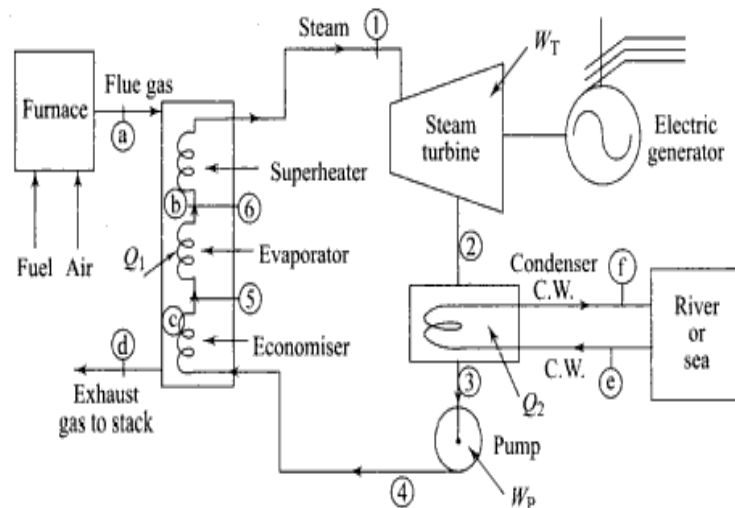 Steam
1
W_T
Flue gas
Furnace
a
Steam
turbine
Electric
generator
Superheater
b
6
Fuel
Air
Q_1
Evaporator
5
2
Condenser
C.W.
f
c
Economiser
C.W.
e
River
or
sea
d
Exhaust
gas to stack
3
Q_2
Pump
4
W_P